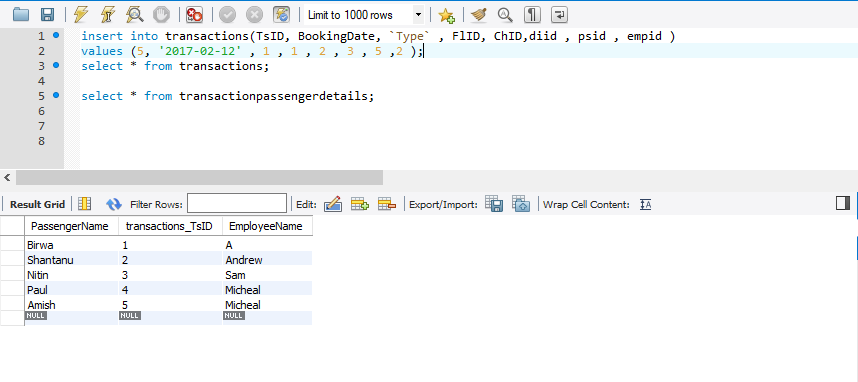 Limit to 1000 rows
1 insert into transactions(TsID, BookingDate, `Type` , FlID, ChID,diid , psid , empid )
2 values (5, '2017-02-12' , 1 , 1 , 2 , 3 , 5 ,2 );
3 select * from transactions;
4
5 select * from transactionpassengerdetails;
6
7
8
Result Grid Filter Rows: Edit: Export/Import: Wrap Cell Content: IA
PassengerName transactions_TsID EmployeeName
Birwa 1 A
Shantanu 2 Andrew
Nitin 3 Sam
Paul 4 Micheal
Amish 5 Micheal
NULL NULL NULL